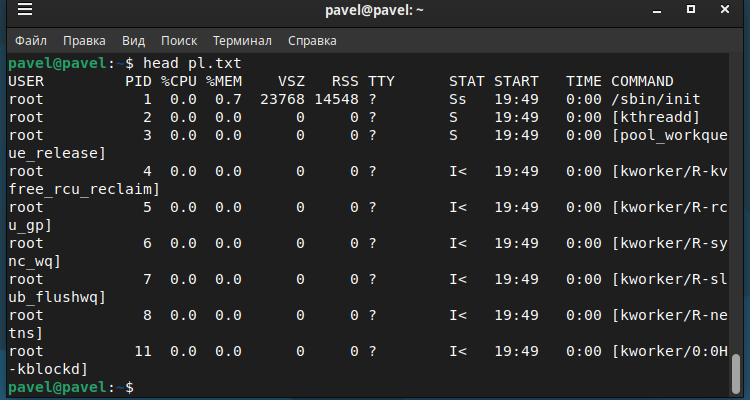 pavel@pavel: ~
Файл Правка Вид Поиск Терминал Справка
pavel@pavel:~$ head pl.txt
USER         PID %CPU %MEM    VSZ   RSS TTY      STAT START   TIME COMMAND
root           1  0.0  0.7  23768 14548 ?        Ss   19:49   0:00 /sbin/init
root           2  0.0  0.0      0     0 ?        S    19:49   0:00 [kthreadd]
root           3  0.0  0.0      0     0 ?        S    19:49   0:00 [pool_workque
ue_release]
root           4  0.0  0.0      0     0 ?        I<   19:49   0:00 [kworker/R-kv
free_rcu_reclaim]
root           5  0.0  0.0      0     0 ?        I<   19:49   0:00 [kworker/R-rc
u_gp]
root           6  0.0  0.0      0     0 ?        I<   19:49   0:00 [kworker/R-sy
nc_wq]
root           7  0.0  0.0      0     0 ?        I<   19:49   0:00 [kworker/R-sl
ub_flushwq]
root           8  0.0  0.0      0     0 ?        I<   19:49   0:00 [kworker/R-ne
tns]
root          11  0.0  0.0      0     0 ?        I<   19:49   0:00 [kworker/0:0H
-kblockd]
pavel@pavel:~$